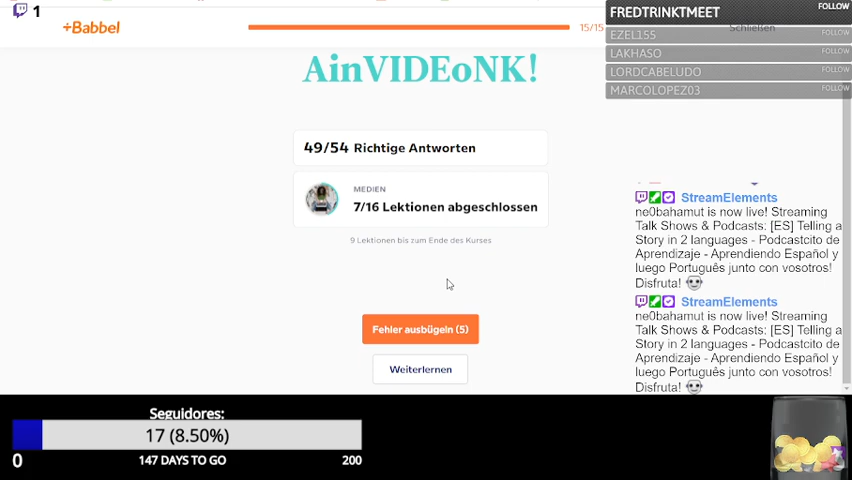 1
+Babbel
15/15
Schließen
FREDTRINKTMEET
FOLLOW
EZEL155
FOLLOW
LAKHASO
FOLLOW
LORDCABELUDO
FOLLOW
MARCOLOPEZ03
FOLLOW
AinVIDEoNK!
49/54 Richtige Antworten
MEDIEN
7/16 Lektionen abgeschlossen
9 Lektionen bis zum Ende des Kurses
Fehler ausbügeln (5)
Weiterlernen
StreamElements
ne0bahamut is now live! Streaming
Talk Shows & Podcasts: [ES] Telling a
Story in 2 languages - Podcastcito de
Aprendizaje - Aprendiendo Español y
luego Português junto con vosotros!
Disfruta!
StreamElements
ne0bahamut is now live! Streaming
Talk Shows & Podcasts: [ES] Telling a
Story in 2 languages - Podcastcito de
Aprendizaje - Aprendiendo Español y
luego Português junto con vosotros!
Disfruta!
Seguidores:
17 (8.50%)
0
147 DAYS TO GO
200